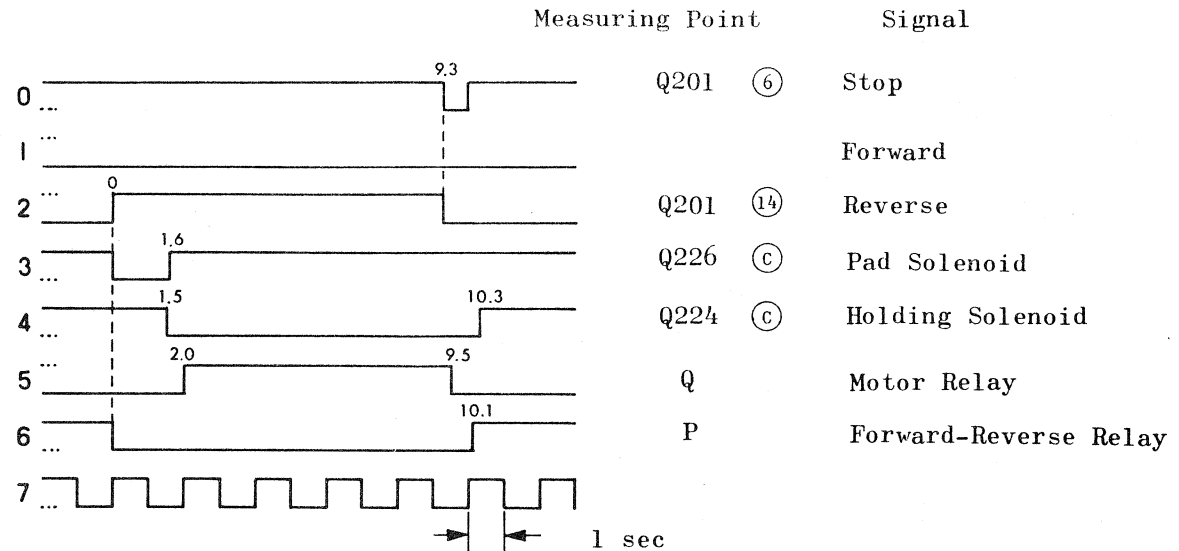 Measuring Point Signal
9.3
0 ... Q201 6 Stop
...
1 Forward
... 0
2 Q201 14 Reverse
1.6
3 ... Q226 C Pad Solenoid
1.5 10.3
4 ... Q224 C Holding Solenoid
... 2.0 9.5
5 Q Motor Relay
10.1
6 ... P Forward-Reverse Relay
7 ...
1 sec